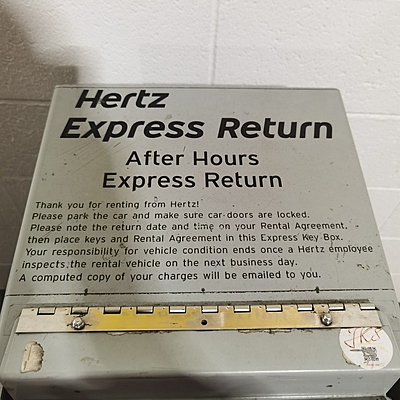 Hertz
Express Return
After Hours
Express Return
Thank you for renting from Hertz!
Please park the car and make sure car doors are locked.
Please note the return date and time on your Rental Agreement,
then place keys and Rental Agreement in this Express Key Box.
Your responsibility for vehicle condition ends once a Hertz employee
inspects the rental vehicle on the next business day.
A computed copy of your charges will be emailed to you.